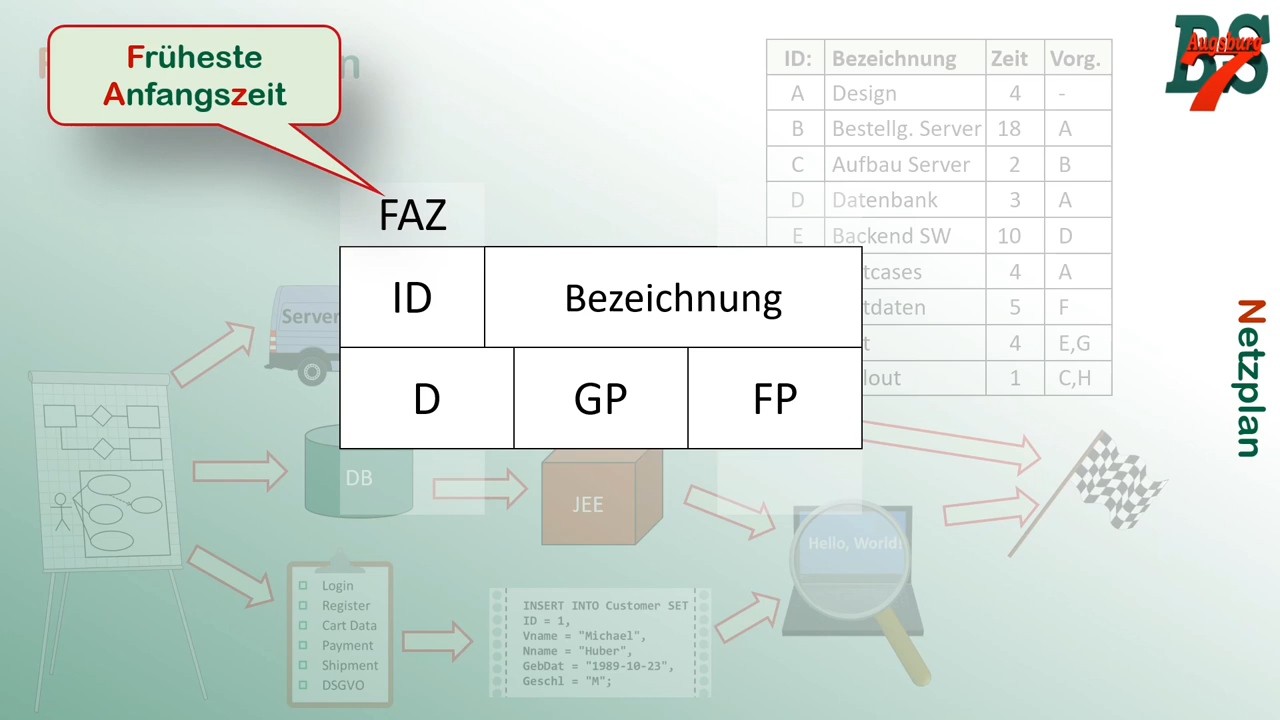 Früheste
Anfangszeit
BS
Augsburg
7
ID: Bezeichnung Zeit Vorg.
A Design 4 -
B Bestellg. Server 18 A
C Aufbau Server 2 B
D Datenbank 3 A
E Backend SW 10 D
tcases 4 A
tdaten 5 F
t 4 E,G
lout 1 C,H
FAZ
ID Bezeichnung
D GP FP
Netzplan
Server
DB
JEE
Hello, World!
Login
Register
Cart Data
Payment
Shipment
DSGVO
INSERT INTO Customer SET
ID = 1,
Vname = "Michael",
Nname = "Huber",
GebDat = "1989-10-23",
Geschl = "M";